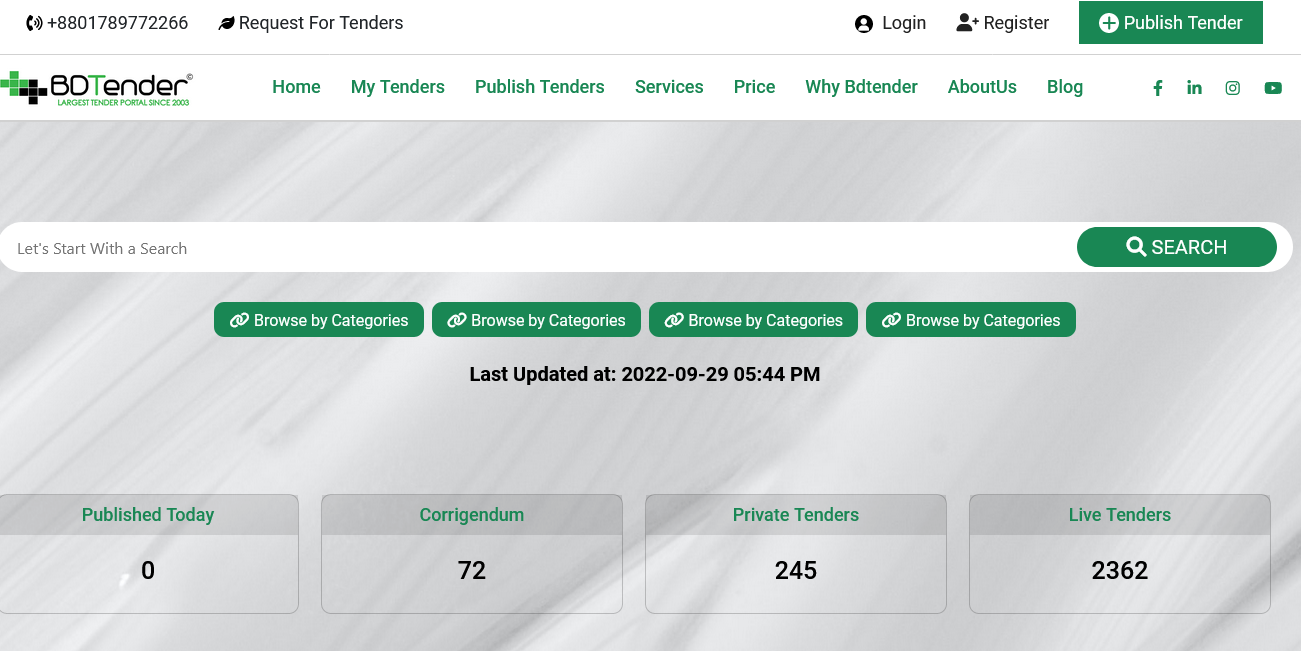 +8801789772266 Request For Tenders Login Register Publish Tender
BDTender©
LARGEST TENDER PORTAL SINCE 2003
Home My Tenders Publish Tenders Services Price Why Bdtender AboutUs Blog
Let's Start With a Search SEARCH
Browse by Categories Browse by Categories Browse by Categories Browse by Categories
Last Updated at: 2022-09-29 05:44 PM
Published Today Corrigendum Private Tenders Live Tenders
0 72 245 2362